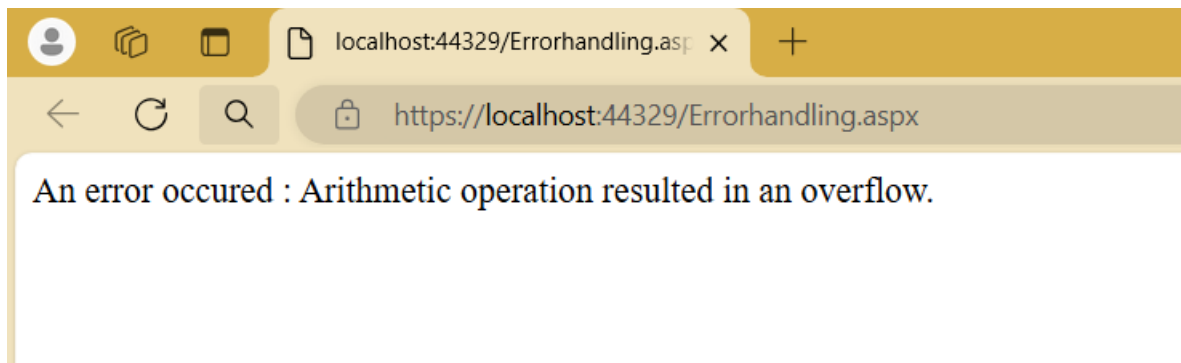 localhost:44329/Errorhandling.asp
https://localhost:44329/Errorhandling.aspx
An error occured : Arithmetic operation resulted in an overflow.